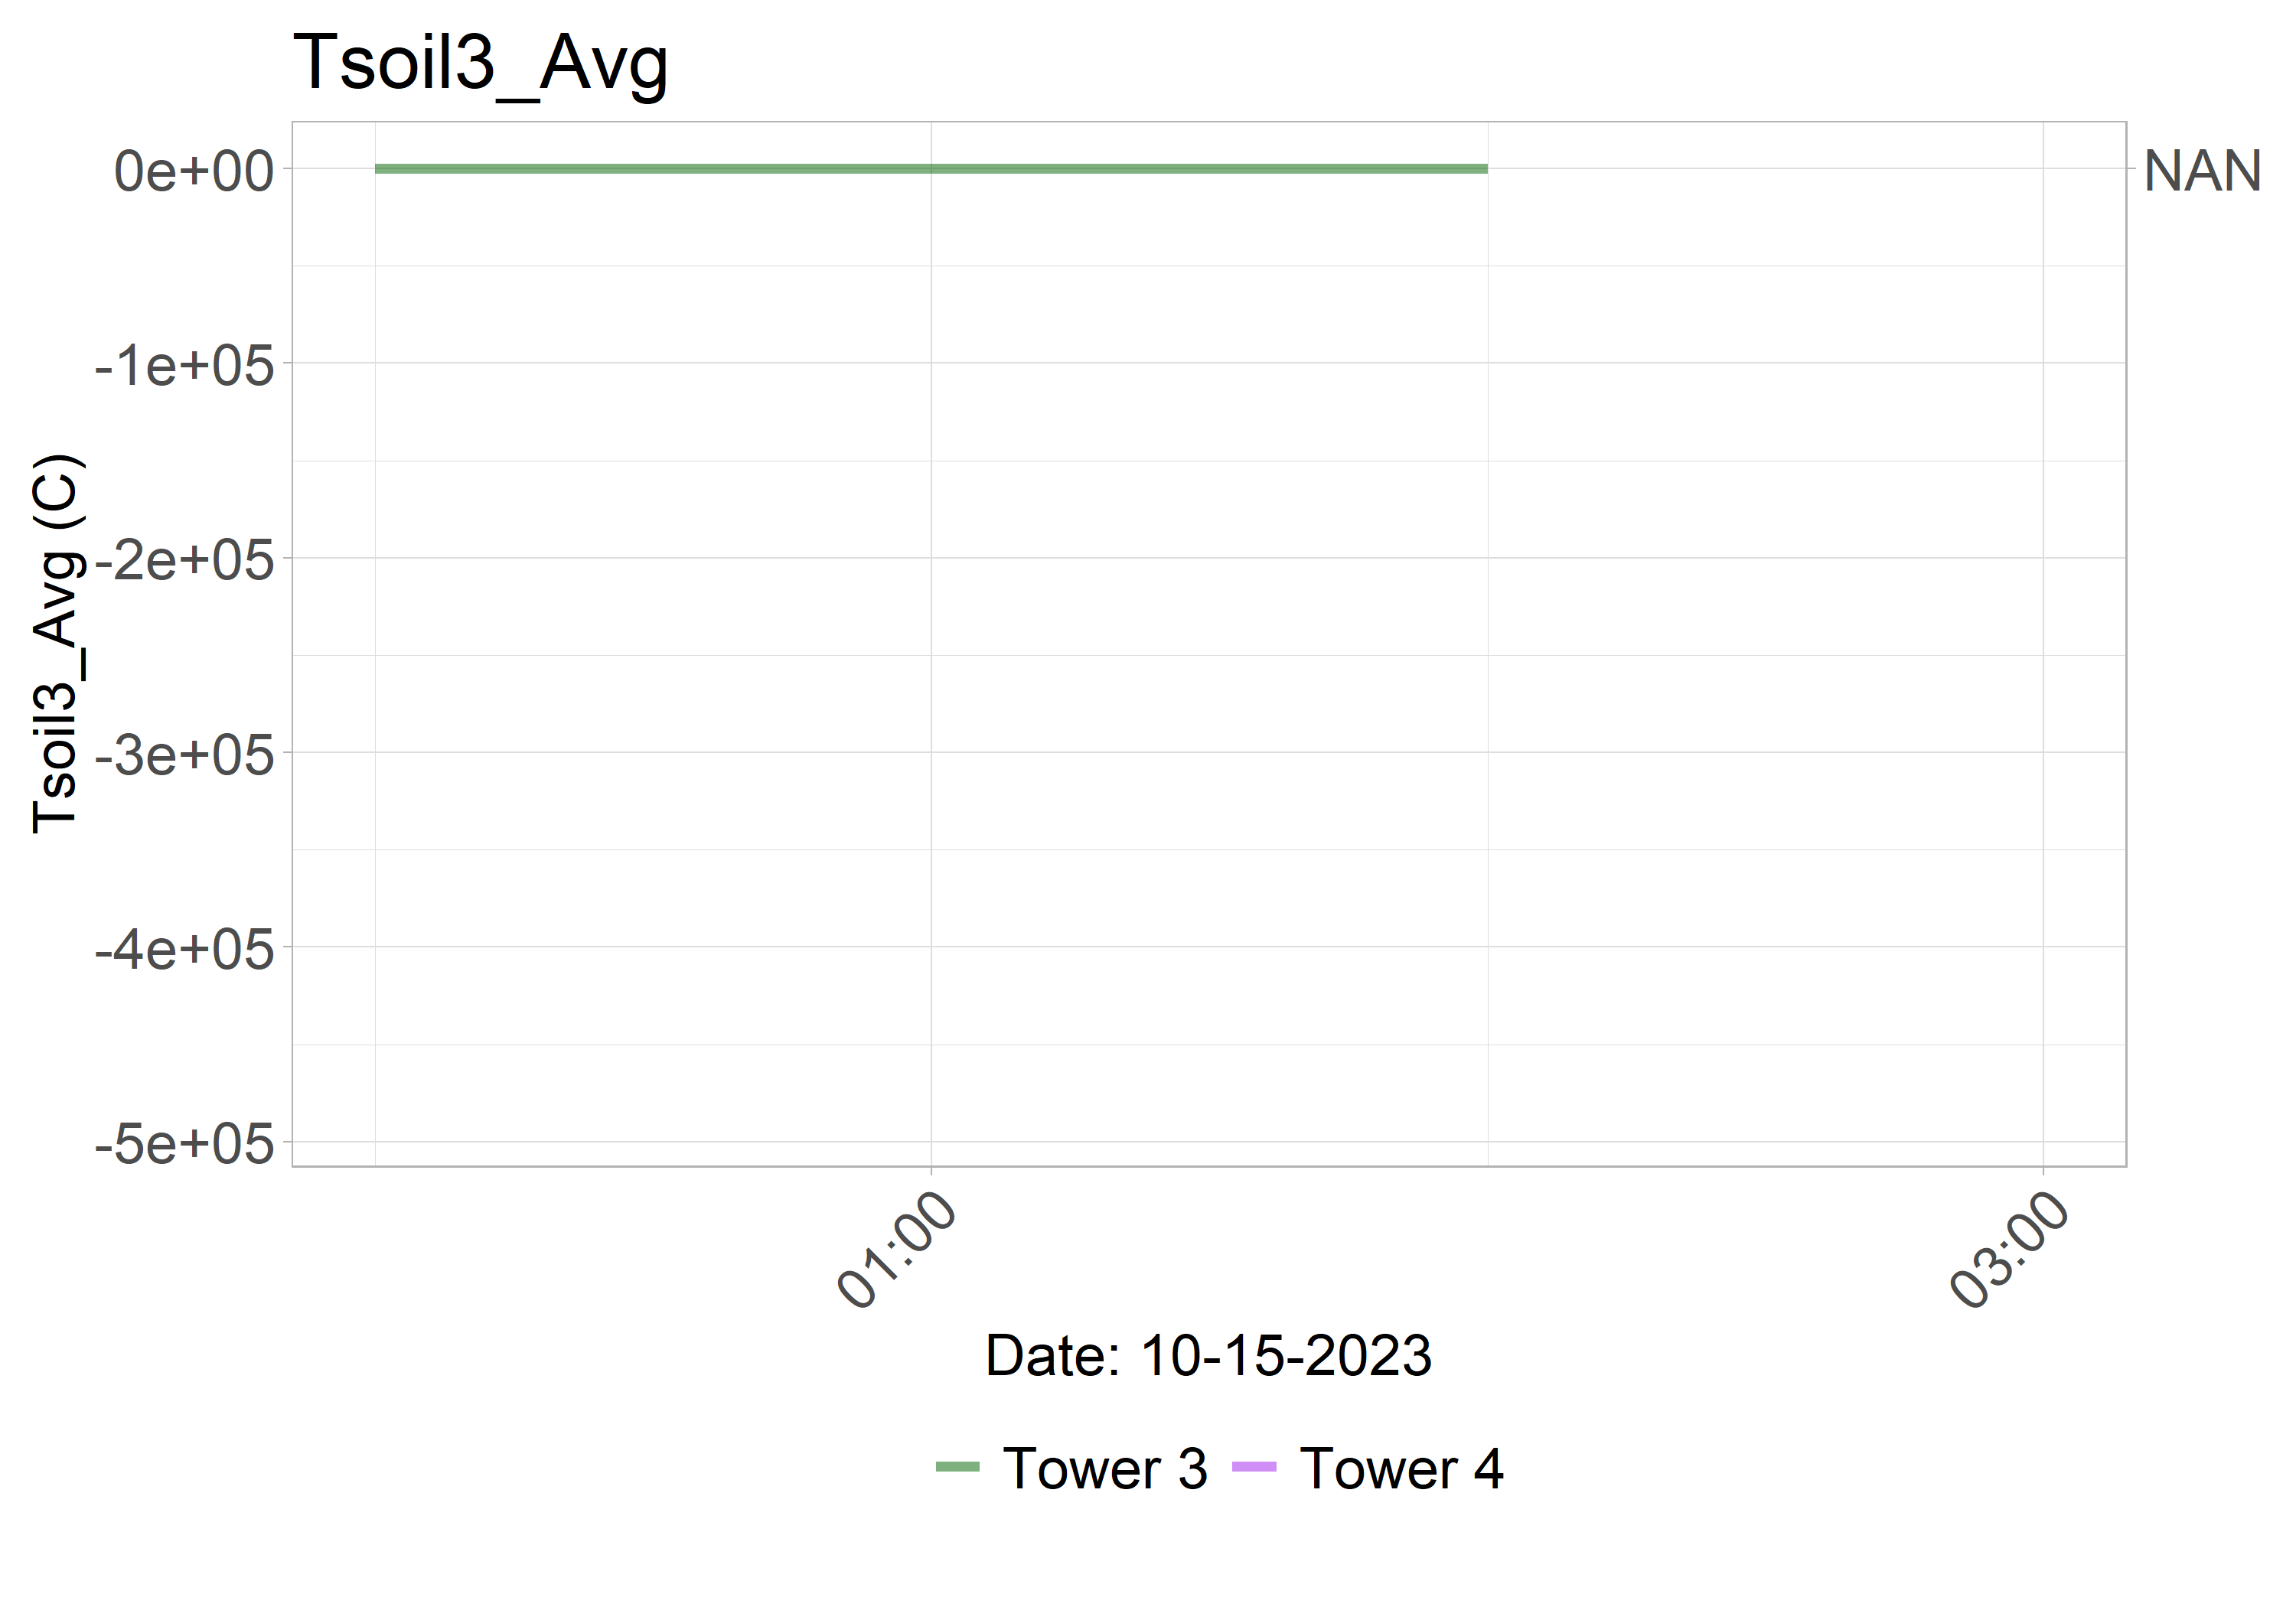 Tsoil3_Avg
0e+00
NAN
-1e+05
-2e+05
-3e+05
-4e+05
-5e+05
Tsoil3_Avg (C)
01:00
03:00
Date: 10-15-2023
Tower 3
Tower 4